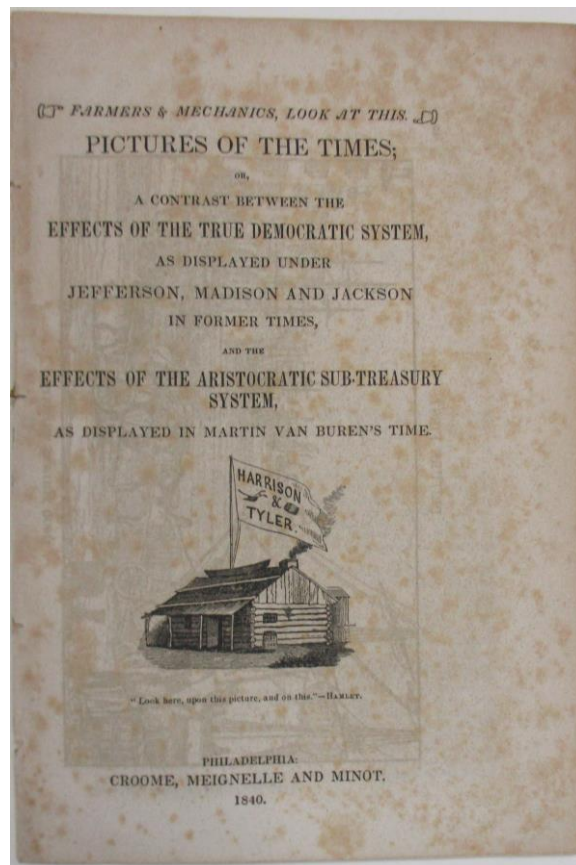 ☞ FARMERS & MECHANICS, LOOK AT THIS. ☜
PICTURES OF THE TIMES;
OR,
A CONTRAST BETWEEN THE
EFFECTS OF THE TRUE DEMOCRATIC SYSTEM,
AS DISPLAYED UNDER
JEFFERSON, MADISON AND JACKSON
IN FORMER TIMES,
AND THE
EFFECTS OF THE ARISTOCRATIC SUB-TREASURY
SYSTEM,
AS DISPLAYED IN MARTIN VAN BUREN'S TIME.
HARRISON
&
TYLER.
"Look here, upon this picture, and on this."—HAMLET.
PHILADELPHIA:
CROOME, MEIGNELLE AND MINOT.
1840.